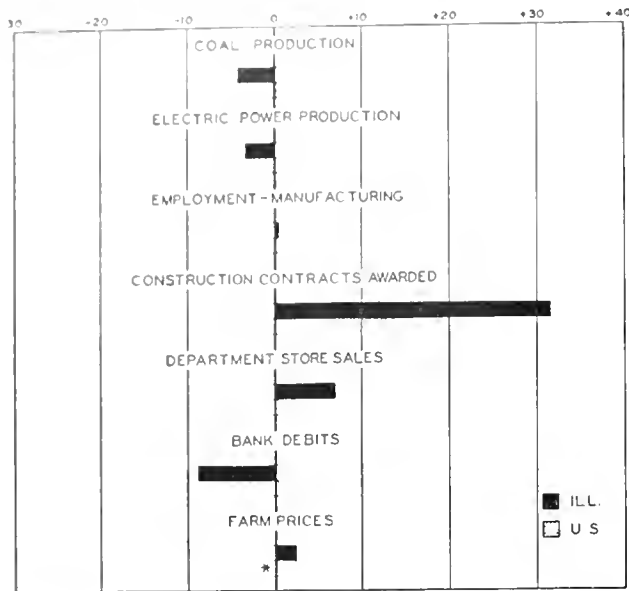 30 -20 -10 0 +10 +20 +30 +40
COAL PRODUCTION
ELECTRIC POWER PRODUCTION
EMPLOYMENT-MANUFACTURING
CONSTRUCTION CONTRACTS AWARDED
DEPARTMENT STORE SALES
BANK DEBITS
ILL.
U S
FARM PRICES
*